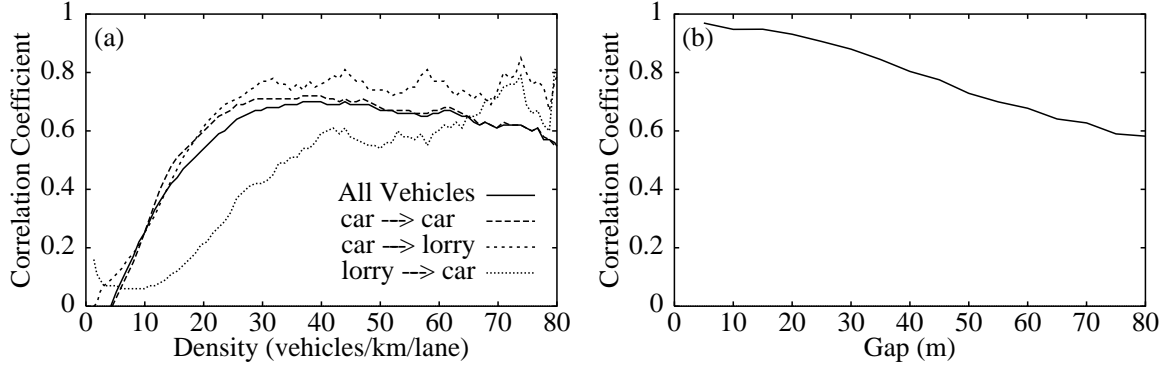 (a)
Correlation Coefficient
1
0.8
0.6
0.4
0.2
0
0 10 20 30 40 50 60 70 80
Density (vehicles/km/lane)
All Vehicles
car --> car
car --> lorry
lorry --> car
(b)
Correlation Coefficient
1
0.8
0.6
0.4
0.2
0
0 10 20 30 40 50 60 70 80
Gap (m)